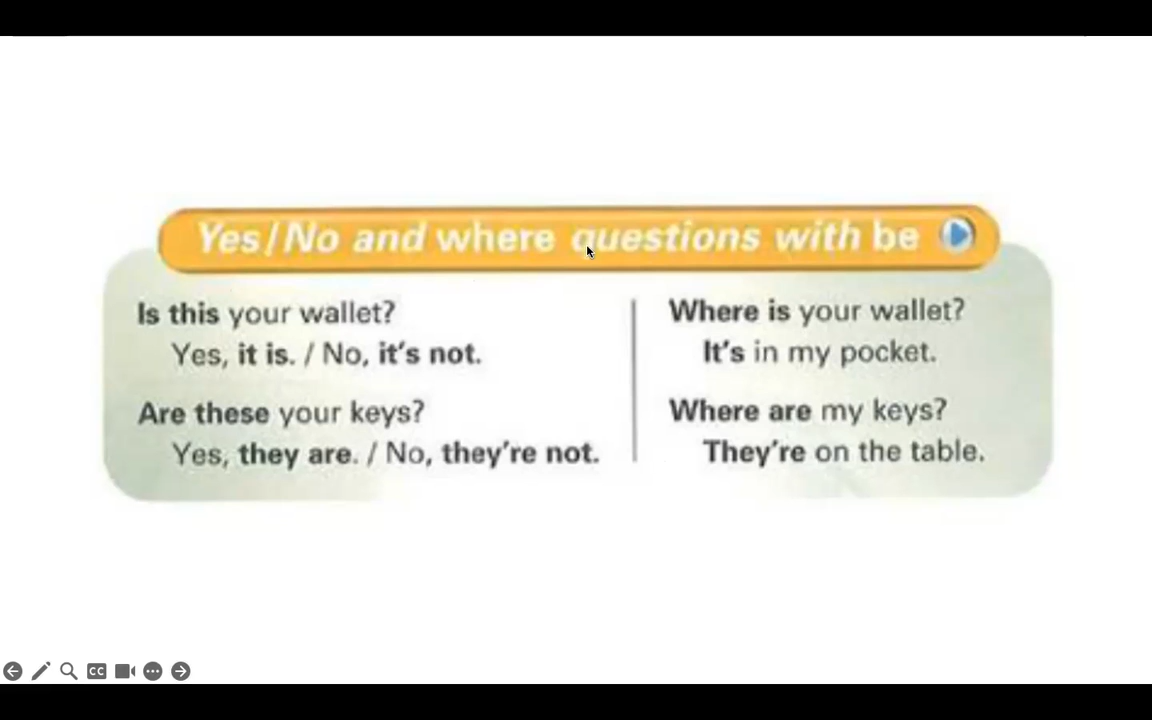 Yes/No and where questions with be
Is this your wallet?
Yes, it is. / No, it's not.
Are these your keys?
Yes, they are. / No, they're not.
Where is your wallet?
It's in my pocket.
Where are my keys?
They're on the table.
CC